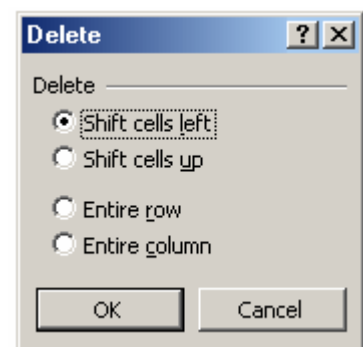 Delete
Delete
Shift cells left
Shift cells up
Entire row
Entire column
OK Cancel